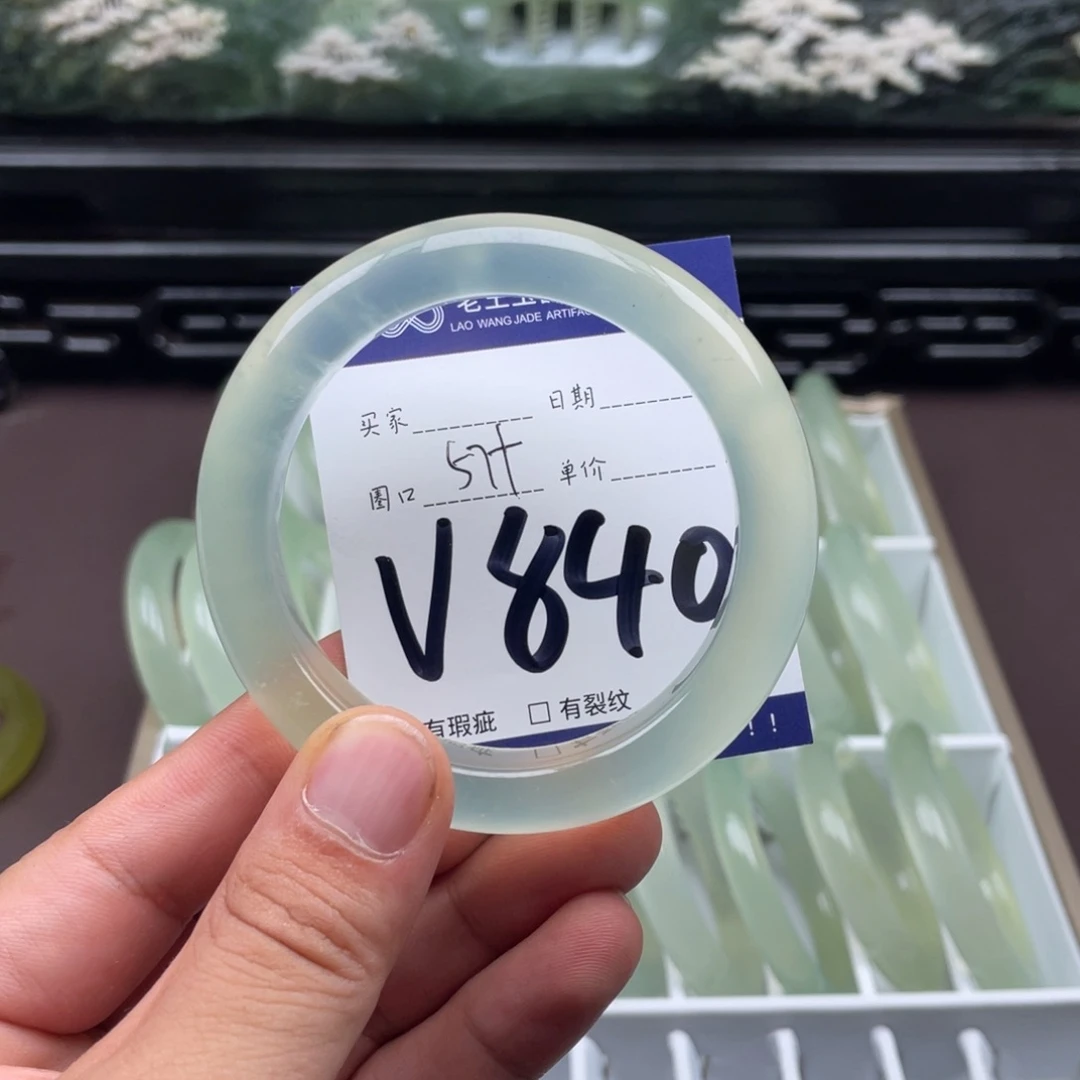 LAO WANG JADE ARTIFAC
买家 日期
圈口 57+ 单价
V840
有瑕疵 □ 有裂纹
!!